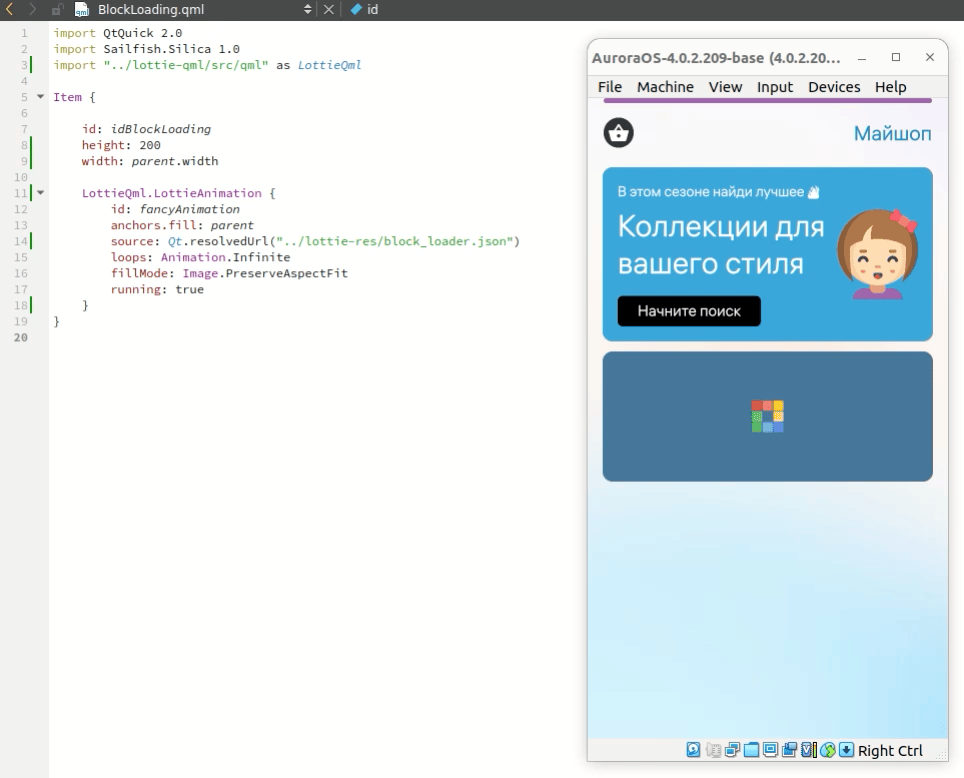 BlockLoading.qml
id
1 import QtQuick 2.0
2 import Sailfish.Silica 1.0
3 import "../lottie-qml/src/qml" as LottieQml
4
5 Item {
6
7 id: idBlockLoading
8 height: 200
9 width: parent.width
10
11 LottieQml.LottieAnimation {
12 id: fancyAnimation
13 anchors.fill: parent
14 source: Qt.resolvedUrl("../lottie-res/block_loader.json")
15 loops: Animation.Infinite
16 fillMode: Image.PreserveAspectFit
17 running: true
18 }
19 }
20
AuroraOS-4.0.2.209-base (4.0.2.20...
File Machine View Input Devices Help
Майшоп
В этом сезоне найди лучшее
Коллекции для
вашего стиля
Начните поиск
Right Ctrl